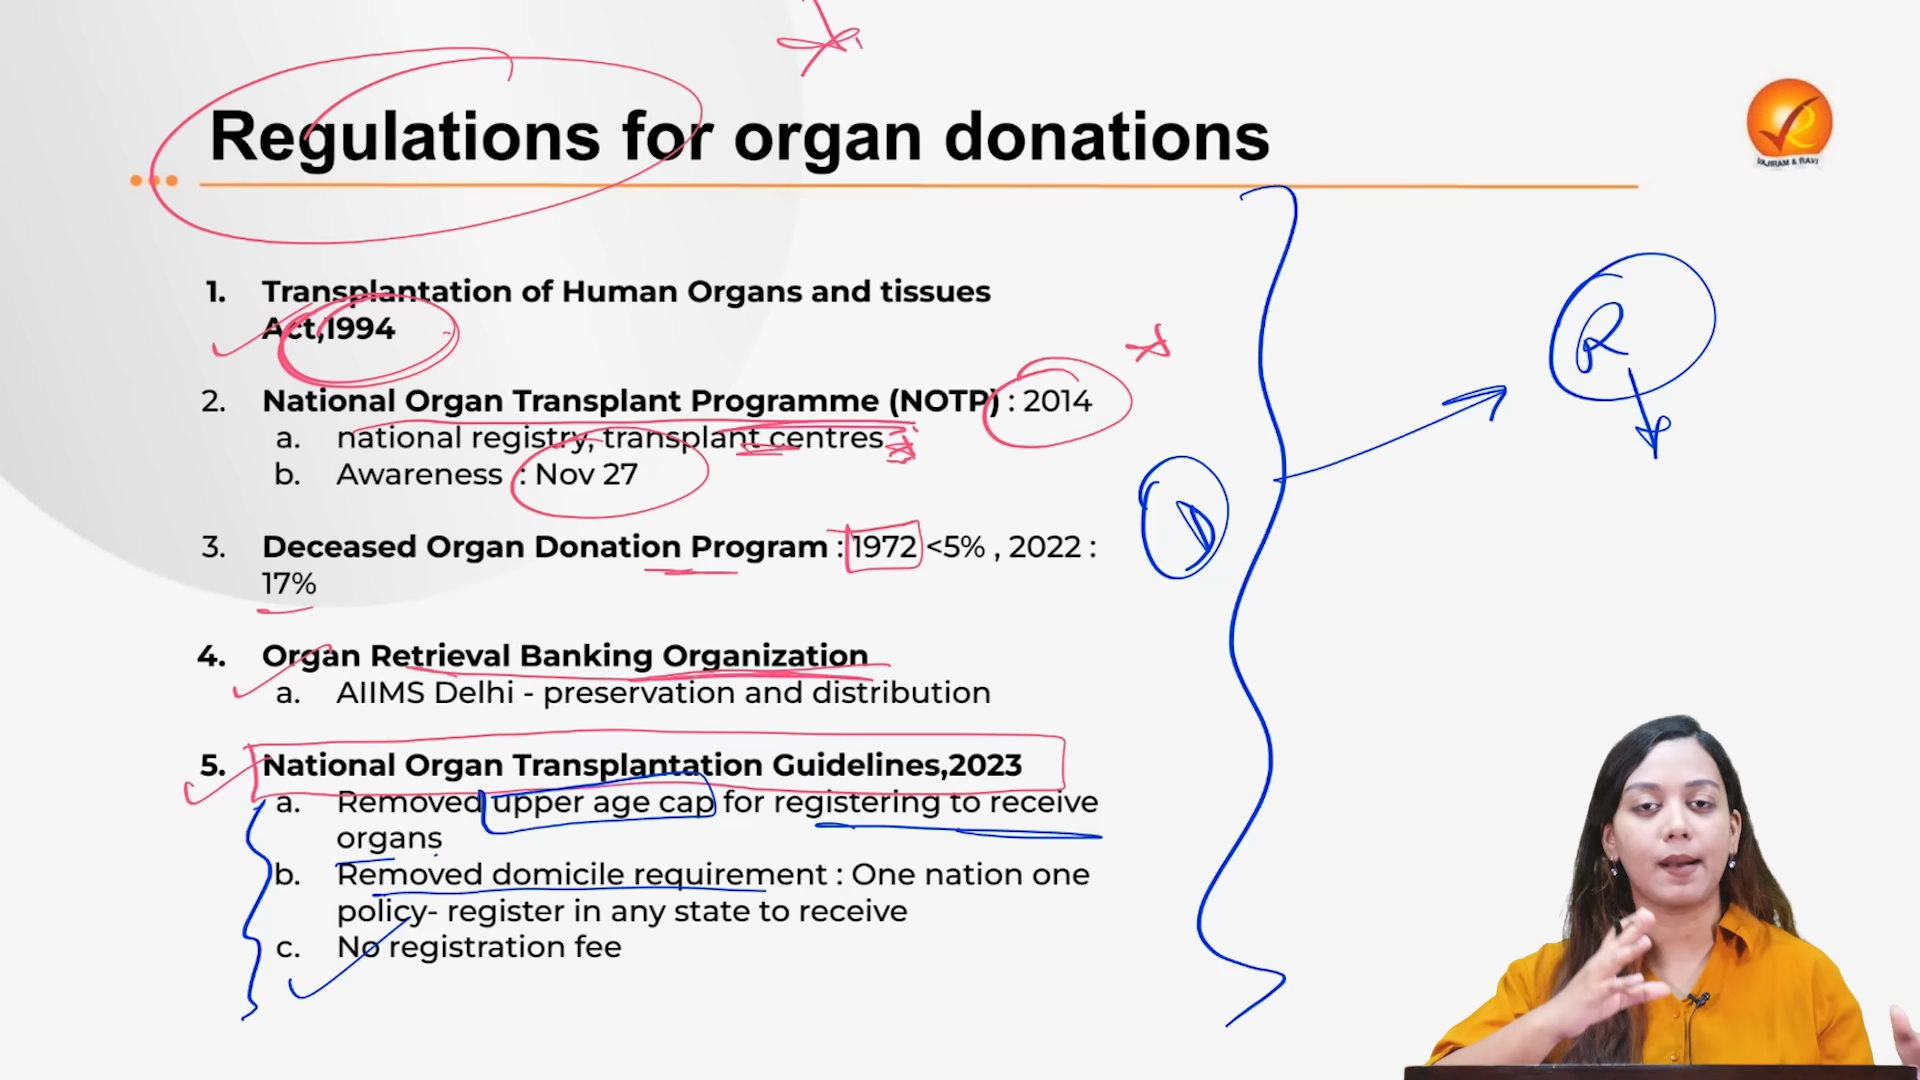 Regulations for organ donations
VAJIRAM & RAVI
1. Transplantation of Human Organs and tissues
Act,1994
2. National Organ Transplant Programme (NOTP) : 2014
a. national registry, transplant centres
b. Awareness : Nov 27
3. Deceased Organ Donation Program : 1972 <5% , 2022 :
17%
4. Organ Retrieval Banking Organization
a. AIIMS Delhi - preservation and distribution
5. National Organ Transplantation Guidelines,2023
a. Removed upper age cap for registering to receive
organs
b. Removed domicile requirement : One nation one
policy- register in any state to receive
c. No registration fee
D
R